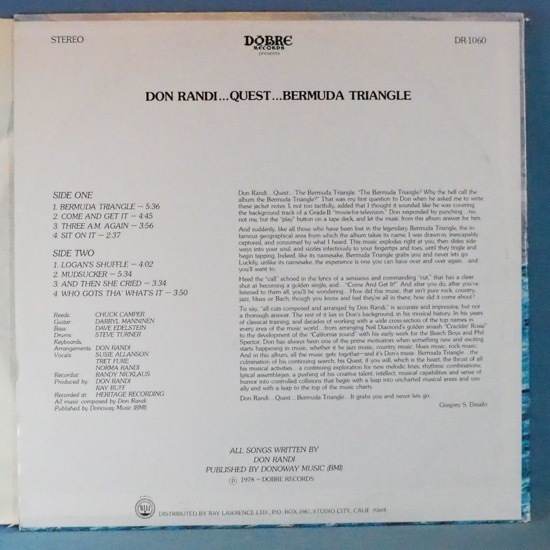 STEREO
DOBRE
RECORDS
presents
DR-1060
DON RANDI...QUEST...BERMUDA TRIANGLE
SIDE ONE
1. BERMUDA TRIANGLE – 5:36
2. COME AND GET IT – 4:45
3. THREE A.M. AGAIN – 3:56
4. SIT ON IT – 2:37
SIDE TWO
1. LOGAN'S SHUFFLE – 4:02
2. MUDSUCKER – 5:34
3. AND THEN SHE CRIED – 3:34
4 WHO GOTS THA' WHAT'S IT – 3:50
Reeds: CHUCK CAMPER
Guitar: DARRYL MANNINEN
Bass: DAVE EDELSTEIN
Drums: STEVE TURNER
Keyboards,
Arrangements: DON RANDI
Vocals: SUSIE ALLANSON
TRET FURE
NORMA RANDI
Recordist: RANDY NICKLAUS
Produced by: DON RANDI
RAY RUFF
Recorded at: HERITAGE RECORDING
All music composed by Don Randi.
Published by Donoway Music (BMI)
Don Randi...Quest...The Bermuda Triangle. "The Bermuda Triangle? Why the hell call the
album the Bermuda Triangle?" That was my first question to Don when he asked me to write
these jacket notes. I, not too tactfully, added that I thought it sounded like he was covering
the background track of a Grade-B "movie for television." Don responded by punching...no,
not me, but the "play" button on a tape deck, and let the music from this album answer for him.
And suddenly, like all those who have been lost in the legendary Bermuda Triangle, the in-
famous geographical area from which the album takes its name, I was drawn-in, inescapably
captured, and consumed by what I heard. This music explodes right at you, then slides side
ways into your soul, and sizzles infectiously to your fingertips and toes, until they tingle and
begin tapping. Indeed, like its namesake, Bermuda Triangle grabs you and never lets go.
Luckily, unlike its namesake, the experience is one you can have over and over again...and
you'll want to.
Heed the "call" echoed in the lyrics of a sensuous and commanding "cut," that has a clear
shot at becoming a golden single, and... "Come And Get It!" And after you do, after you've
listened to them all, you'll be wondering... How did this music, that isn't pure rock, country,
jazz, blues or Bach, though you know and feel they're all in there, how did it come about?
To say, "all cuts composed and arranged by Don Randi," is accurate and impressive, but not
a thorough answer. The rest of it lies in Don's background, in his musical history. In his years
of classical training, and decades of working with a wide cross-section of the top names in
every area of the music world...from arranging Neil Diamond's golden smash "Cracklin' Rosie"
to the development of the "California sound" with his early work for the Beach Boys and Phil
Spector, Don has always been one of the prime motivators when something new and exciting
starts happening in music, whether it be jazz music; country music; blues music; rock music.
And in this album, all the music gets together—and it's Don's music. Bermuda Triangle: the
culmination of his continuing search, his Quest, if you will, which is the heart, the thrust of all
his musical activities...a continuing exploration for new melodic lines; rhythmic combinations;
lyrical assemblages; a pushing of his creative talent, intellect, musical capabilities and sense of
humor into controlled collisions that begin with a leap into uncharted musical areas and usu-
ally end with a leap to the top of the music charts.
Don Randi...Quest...Bermuda Triangle. It grabs you and never lets go.
Gregory S.
ALL SONGS WRITTEN BY
DON RANDI
PUBLISHED BY DONOWAY MUSIC (BMI)
℗ 1978 – DOBRE RECORDS
DISTRIBUTED BY RAY LAWRENCE LTD., P.O. BOX 1987, STUDIO CITY, CALIF. 91604